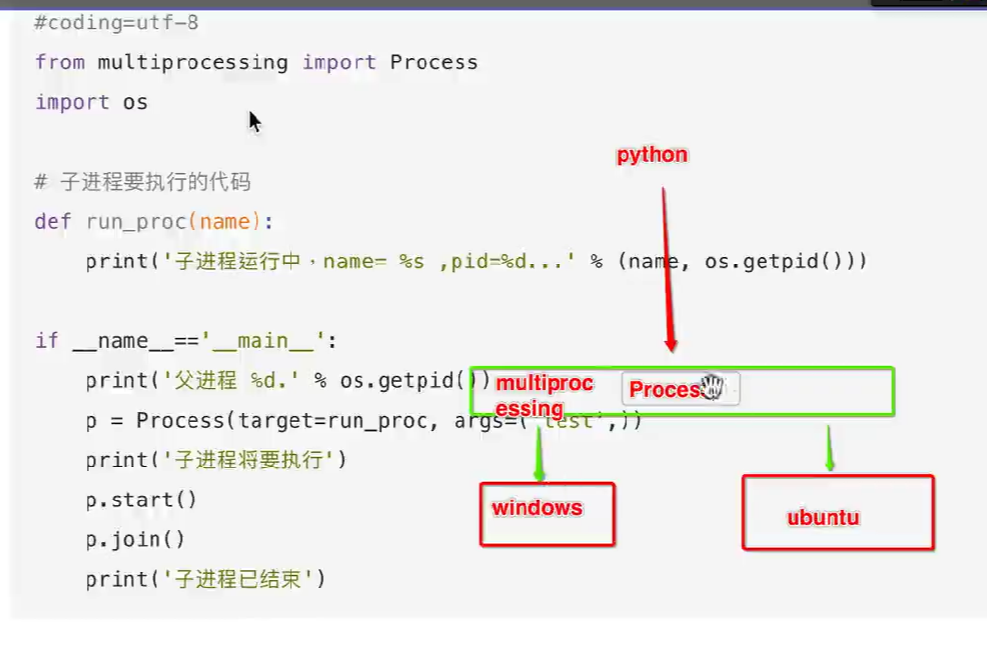 #coding=utf-8
from multiprocessing import Process
import os
# 子进程要执行的代码
python
def run_proc(name):
print('子进程运行中，name= %s ,pid=%d...' % (name, os.getpid()))
if __name__=='__main__':
print('父进程 %d.' % os.getpid())
multiproc
essing
Process
p = Process(target=run_proc, args=('test',))
print('子进程将要执行')
windows
p.start()
ubuntu
p.join()
print('子进程已结束')